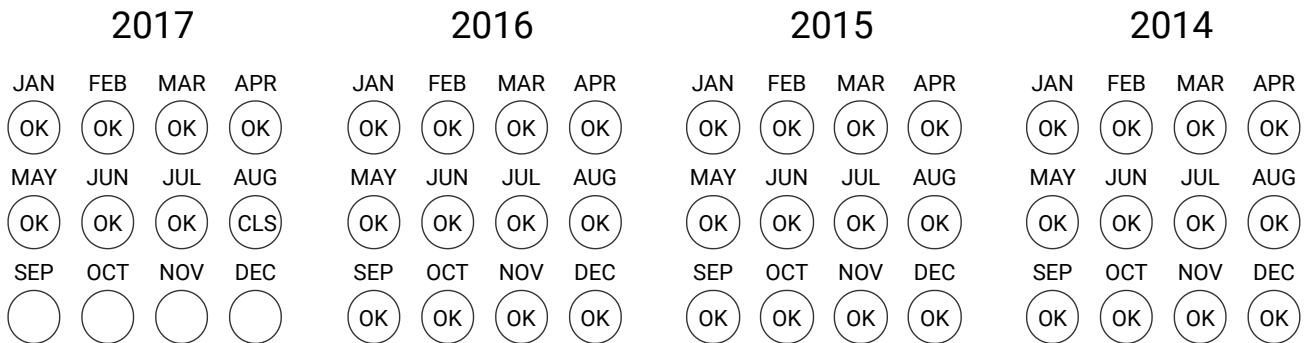 2017 2016 2015 2014
JAN FEB MAR APR JAN FEB MAR APR JAN FEB MAR APR JAN FEB MAR APR
OK OK OK OK OK OK OK OK OK OK OK OK OK OK OK OK
MAY JUN JUL AUG MAY JUN JUL AUG MAY JUN JUL AUG MAY JUN JUL AUG
OK OK OK CLS OK OK OK OK OK OK OK OK OK OK OK OK
SEP OCT NOV DEC SEP OCT NOV DEC SEP OCT NOV DEC SEP OCT NOV DEC
OK OK OK OK OK OK OK OK OK OK OK OK